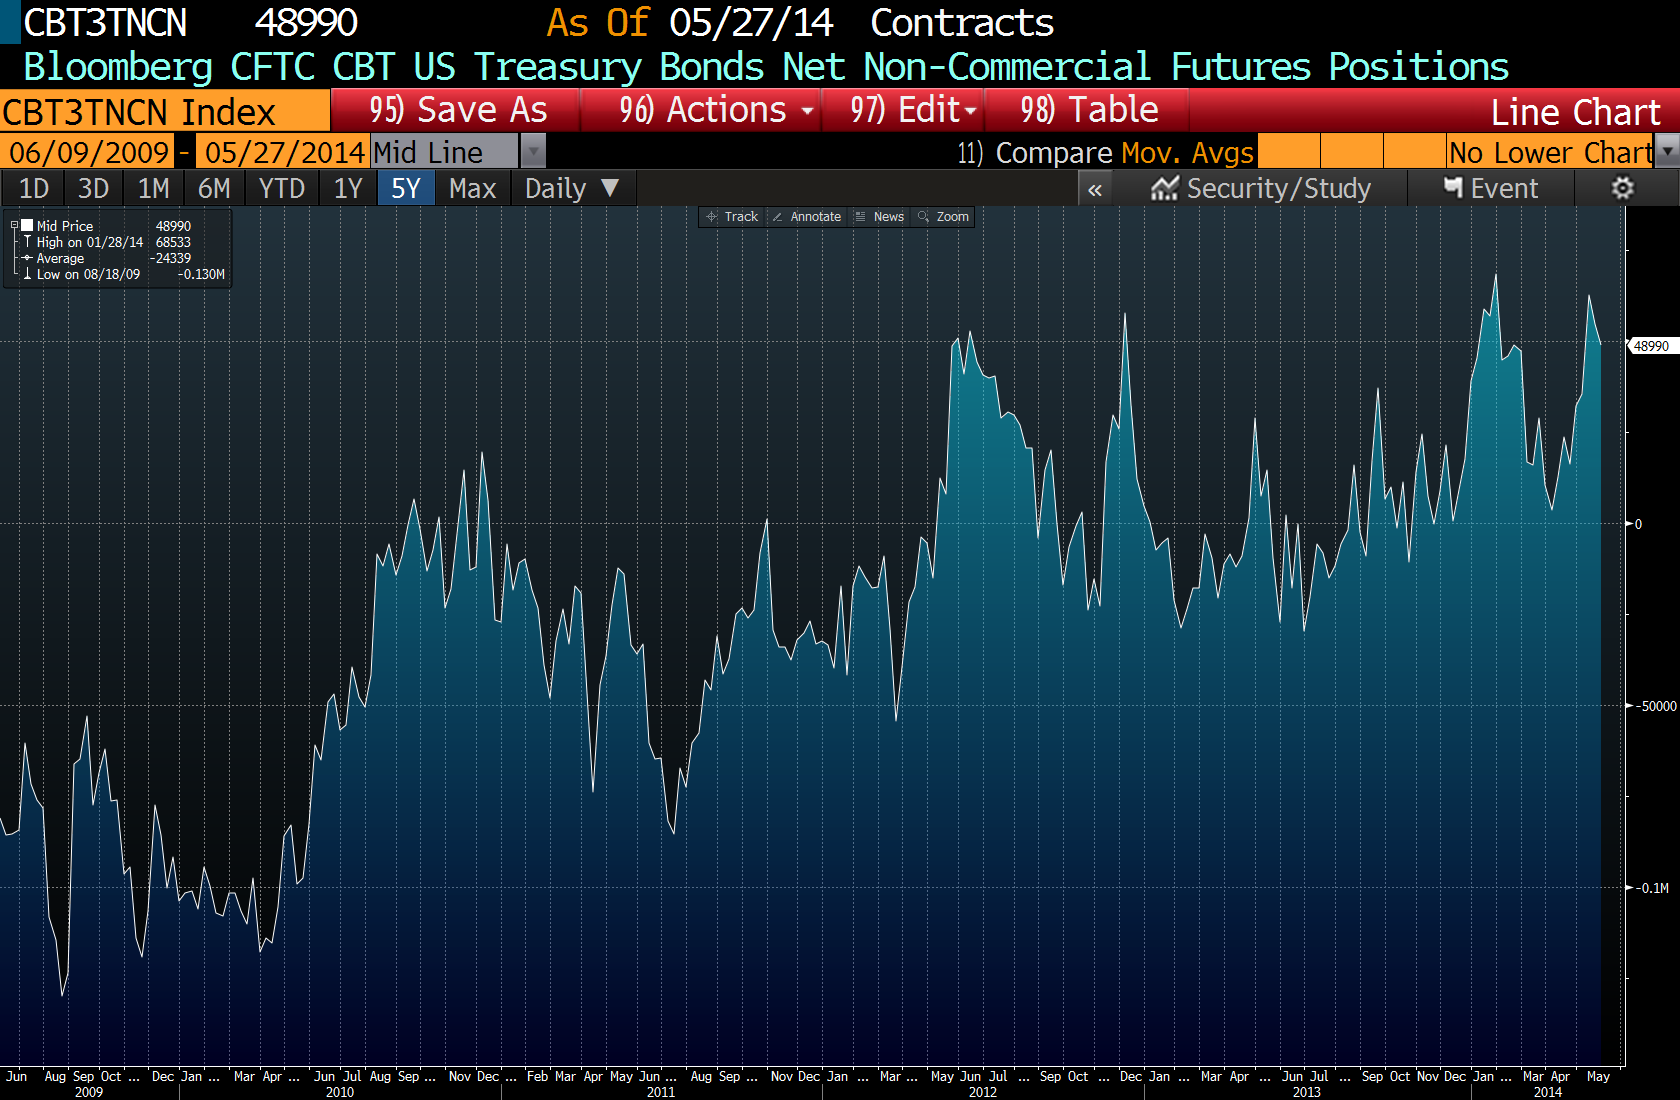 CBT3TNCN 48990 As Of 05/27/14 Contracts
Bloomberg CFTC CBT US Treasury Bonds Net Non-Commercial Futures Positions
CBT3TNCN Index 95) Save As 96) Actions 97) Edit 98) Table Line Chart
06/09/2009 - 05/27/2014 Mid Line 11) Compare Mov. Avgs No Lower Chart
1D 3D 1M 6M YTD 1Y 5Y Max Daily ▼ « Security/Study Event
Track Annotate News Zoom
Mid Price 48990
High on 01/28/14 68533
Average -24339
Low on 08/18/09 -0.130M
48990
0
-50000
-0.1M
Jun Aug Sep Oct ... Dec Jan ... Mar Apr ... Jun Jul Aug Sep ... Nov Dec ... Feb Mar Apr May Jun ... Aug Sep ... Nov Dec Jan ... Mar ... May Jun Jul ... Sep Oct ... Dec Jan ... Mar Apr ... Jun Jul ... Sep Oct Nov Dec Jan ... Mar Apr May
2009 2010 2011 2012 2013 2014